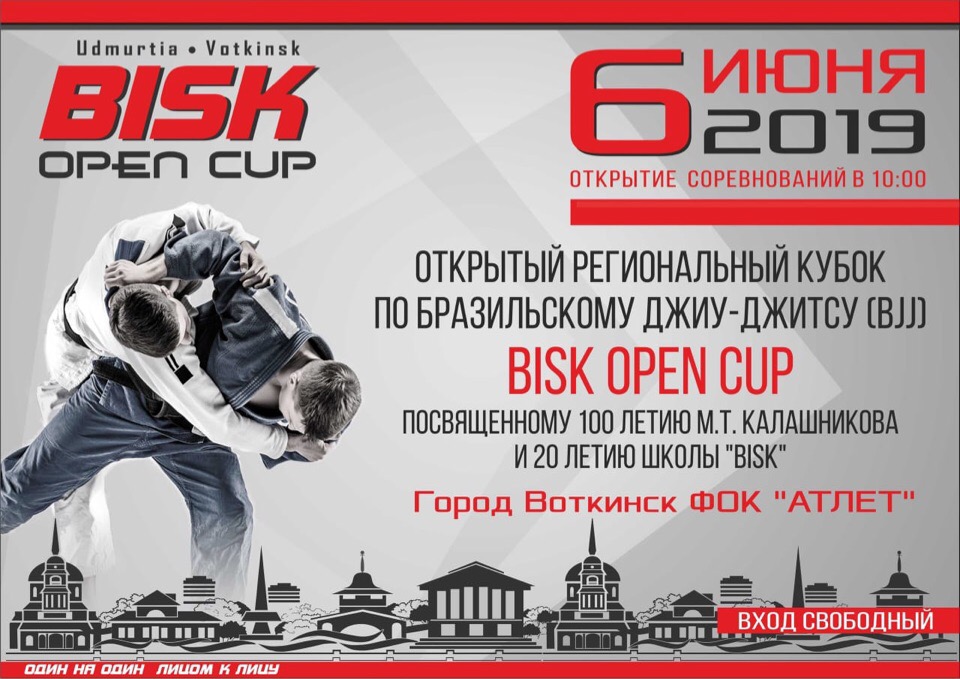 Udmurtia • Votkinsk
BISK
OPEN CUP
6 ИЮНЯ
2019
ОТКРЫТИЕ СОРЕВНОВАНИЙ В 10:00
ОТКРЫТЫЙ РЕГИОНАЛЬНЫЙ КУБОК
ПО БРАЗИЛЬСКОМУ ДЖИУ-ДЖИТСУ (BJJ)
BISK OPEN CUP
ПОСВЯЩЕННОМУ 100 ЛЕТИЮ М.Т. КАЛАШНИКОВА
И 20 ЛЕТИЮ ШКОЛЫ "BISK"
Город Воткинск ФОК "АТЛЕТ"
ВХОД СВОБОДНЫЙ
ОДИН НА ОДИН ЛИЦОМ К ЛИЦУ